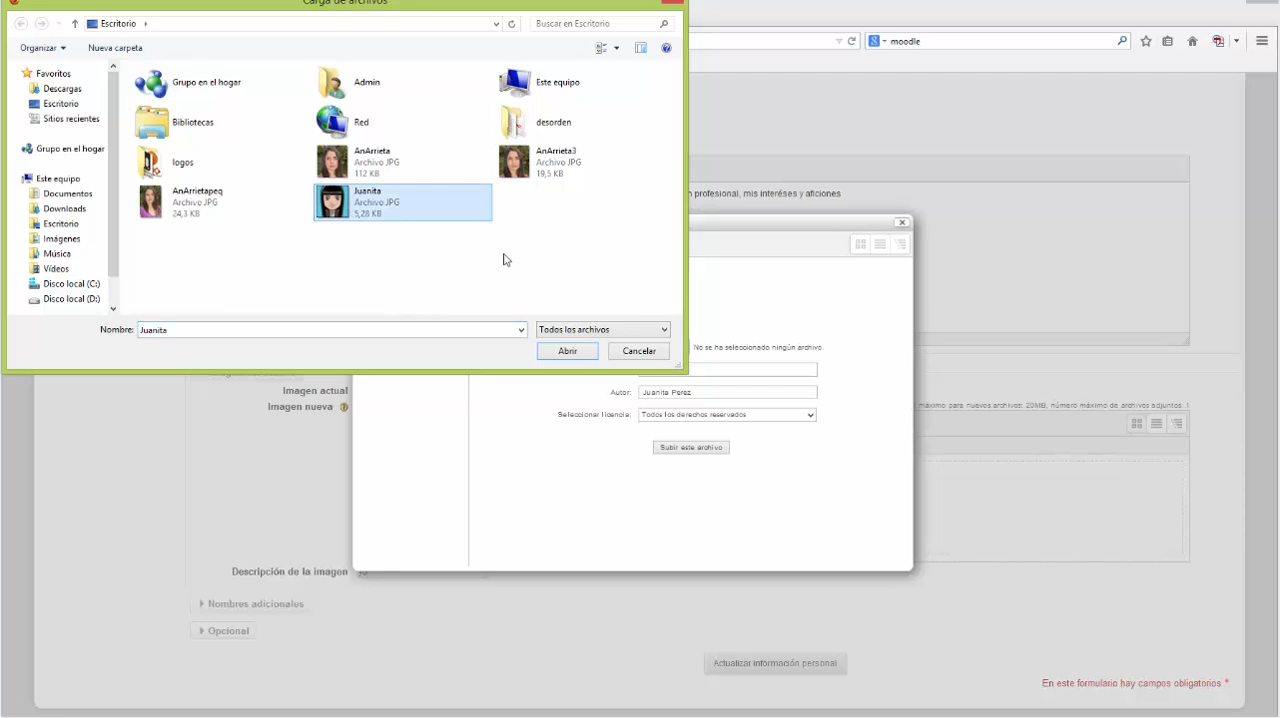 Carga de archivos
Escritorio
Buscar en Escritorio
moodle
Organizar
Nueva carpeta
Favoritos
Descargas
Escritorio
Sitios recientes
Grupo en el hogar
Este equipo
Documentos
Downloads
Escritorio
Imágenes
Música
Vídeos
Disco local (C:)
Disco local (D:)
Grupo en el hogar
Admin
Este equipo
Bibliotecas
Red
desorden
logos
AnArrieta
Archivo JPG
112 KB
AnArrieta3
Archivo JPG
19,5 KB
AnArrietapeq
Archivo JPG
24,3 KB
Juanita
Archivo JPG
5,28 KB
Nombre:
Juanita
Todos los archivos
Abrir
Cancelar
n profesional, mis interéses y aficiones
No se ha seleccionado ningún archivo.
Autor:
Juanita Perez
Seleccionar licencia:
Todos los derechos reservados
Subir este archivo
Imagen actual
Imagen nueva
máximo para nuevos archivos: 20MB, número máximo de archivos adjuntos: 1
Descripción de la imagen
Nombres adicionales
Opcional
Actualizar información personal
En este formulario hay campos obligatorios *